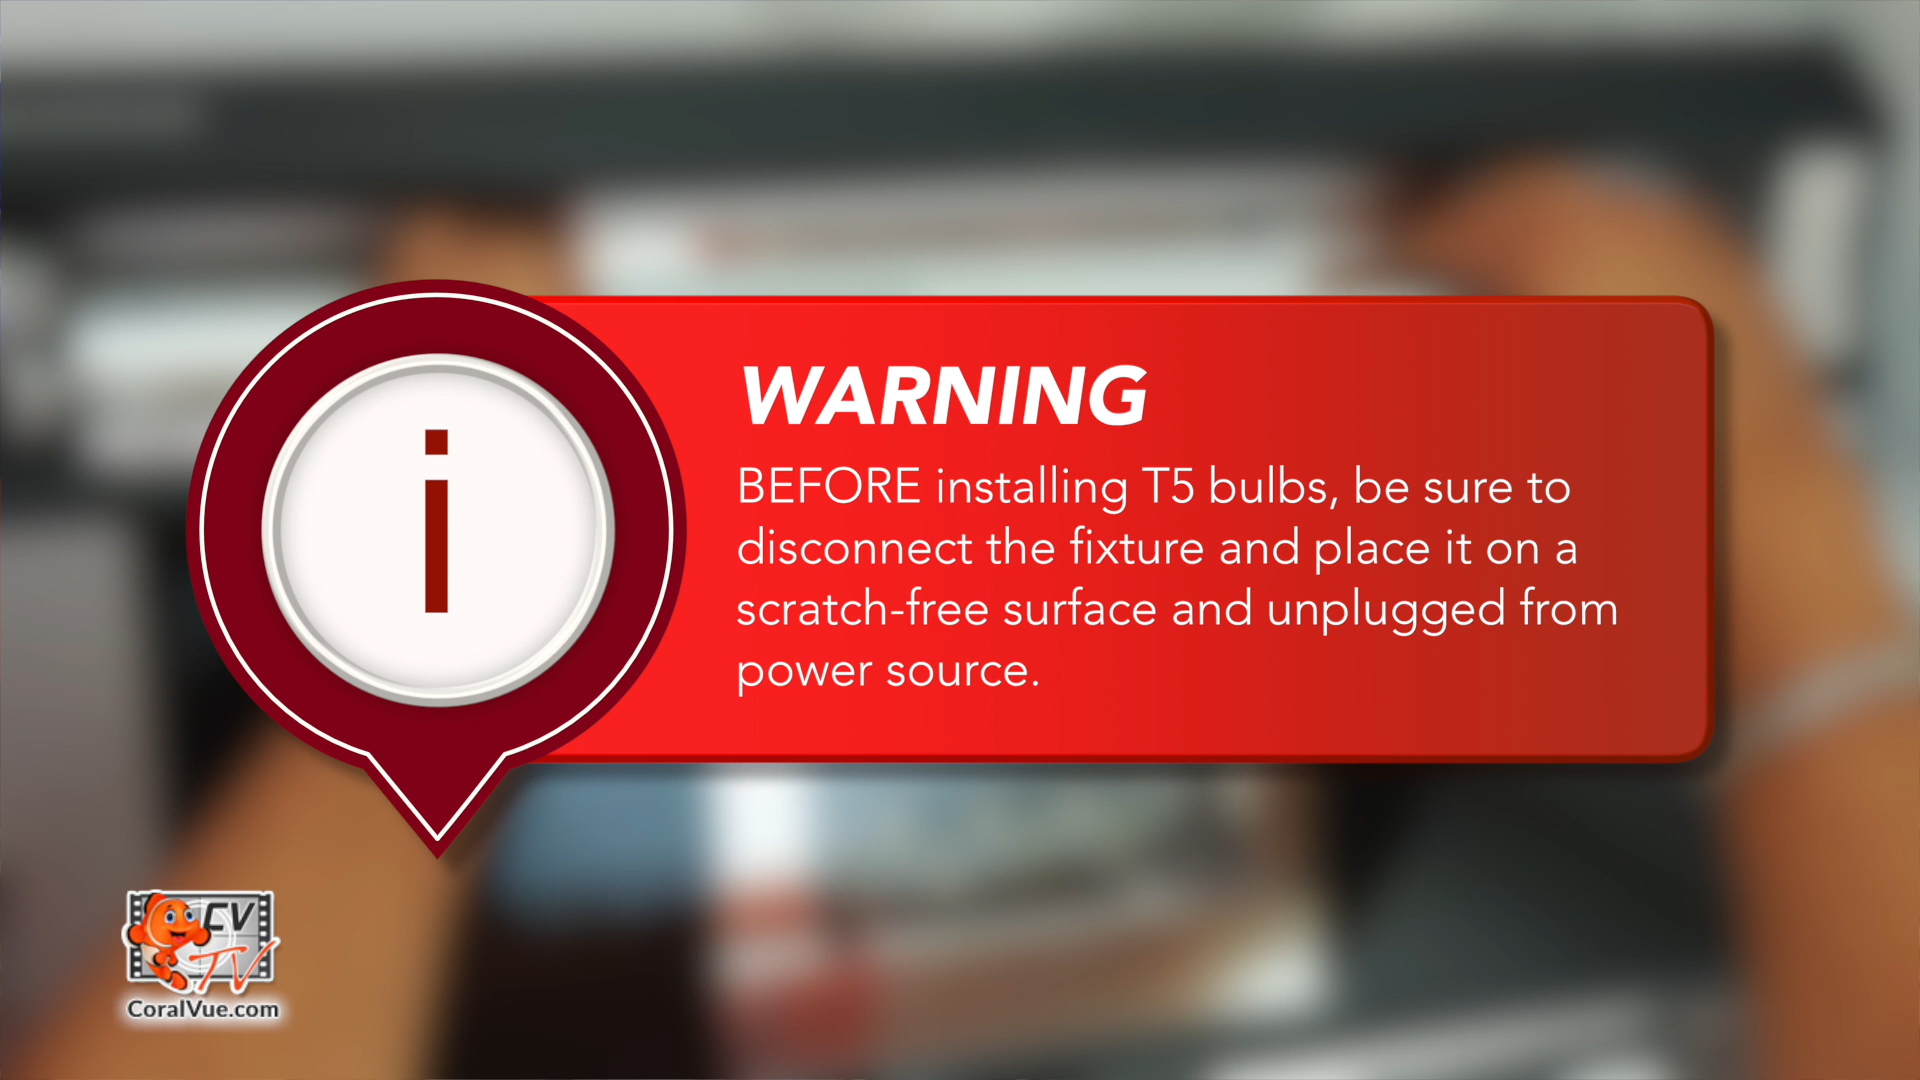 i
WARNING
BEFORE installing T5 bulbs, be sure to
disconnect the fixture and place it on a
scratch-free surface and unplugged from
power source.
CV
TV
CoralVue.com